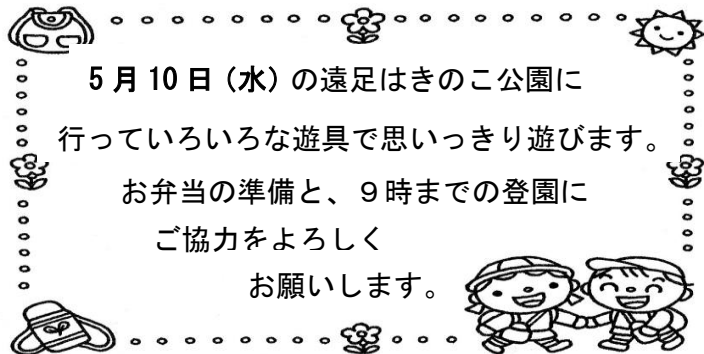 5月10日(水)の遠足はきのこ公園に
行っていろいろな遊具で思いっきり遊びます。
お弁当の準備と、９時までの登園に
ご協力をよろしく
お願いします。